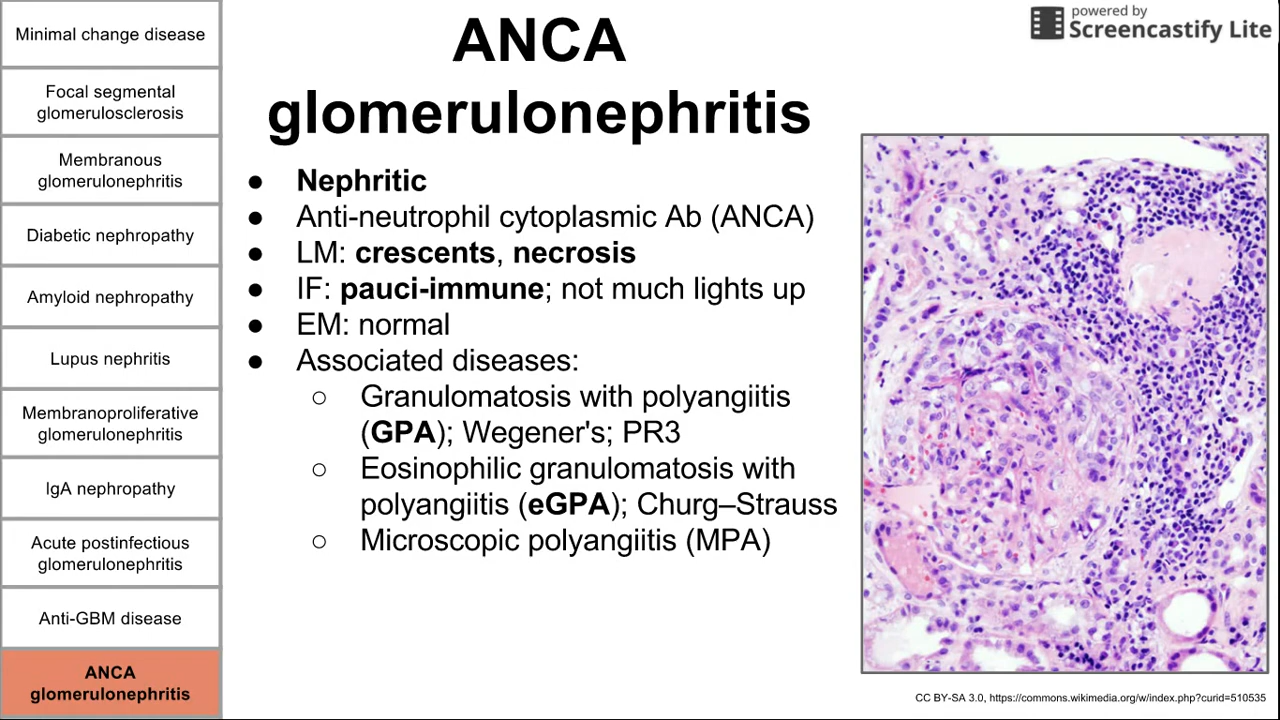 Minimal change disease
Focal segmental
glomerulosclerosis
Membranous
glomerulonephritis
Diabetic nephropathy
Amyloid nephropathy
Lupus nephritis
Membranoproliferative
glomerulonephritis
IgA nephropathy
Acute postinfectious
glomerulonephritis
Anti-GBM disease
ANCA
glomerulonephritis
ANCA
glomerulonephritis
● Nephritic
● Anti-neutrophil cytoplasmic Ab (ANCA)
● LM: crescents, necrosis
● IF: pauci-immune; not much lights up
● EM: normal
● Associated diseases:
○ Granulomatosis with polyangiitis
(GPA); Wegener's; PR3
○ Eosinophilic granulomatosis with
polyangiitis (eGPA); Churg–Strauss
○ Microscopic polyangiitis (MPA)
powered by
Screencastify Lite
CC BY-SA 3.0, https://commons.wikimedia.org/w/index.php?curid=510535